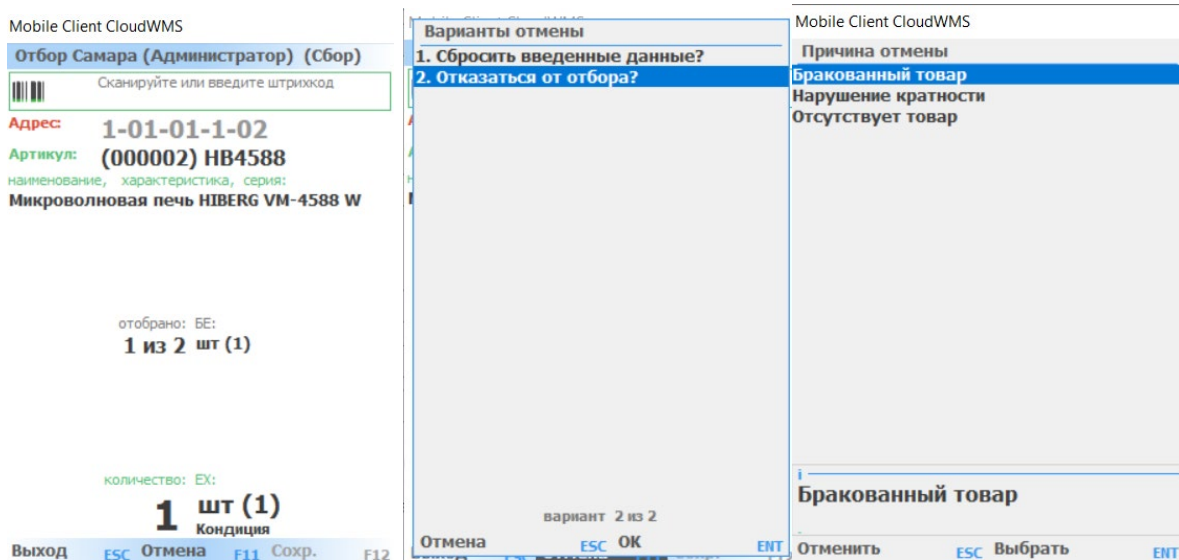 Mobile Client CloudWMS
Отбор Самара (Администратор) (Сбор)
Сканируйте или введите штрихкод
Адрес: 1-01-01-1-02
Артикул: (000002) HB4588
наименование, характеристика, серия:
Микроволновая печь HIBERG VM-4588 W
отобрано: БЕ:
1 из 2 шт (1)
количество: ЕХ:
1 шт (1)
Кондиция
Выход ESC Отмена F11 Сохр. F12
Варианты отмены
1. Сбросить введенные данные?
2. Отказаться от отбора?
вариант 2 из 2
Отмена ESC OK ENT
Mobile Client CloudWMS
Причина отмены
Бракованный товар
Нарушение кратности
Отсутствует товар
i
Бракованный товар
Отменить ESC Выбрать ENT